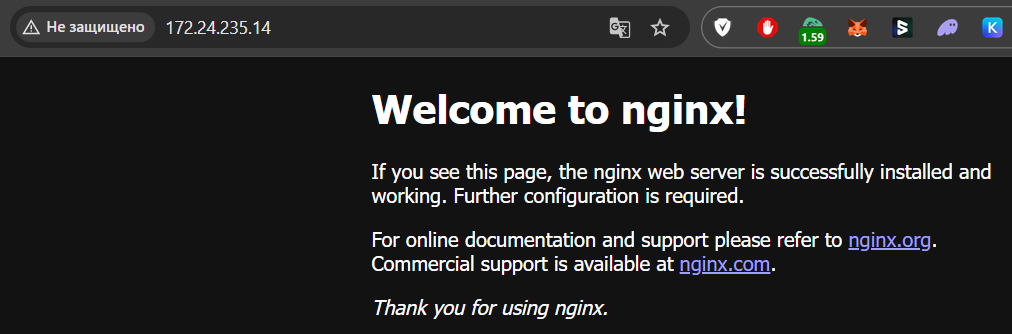 Не защищено 172.24.235.14
1.59
K
Welcome to nginx!
If you see this page, the nginx web server is successfully installed and
working. Further configuration is required.
For online documentation and support please refer to nginx.org.
Commercial support is available at nginx.com.
Thank you for using nginx.